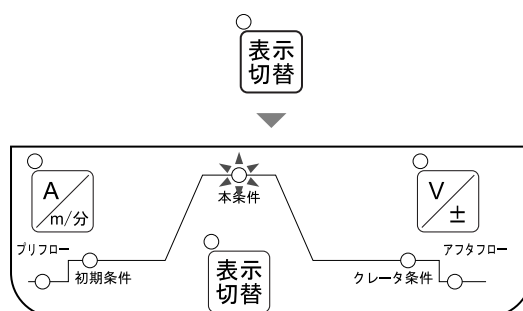 表示
切替
A
m/分
本条件
V
±
プリフロー
初期条件
表示
切替
クレータ条件
アフタフロー